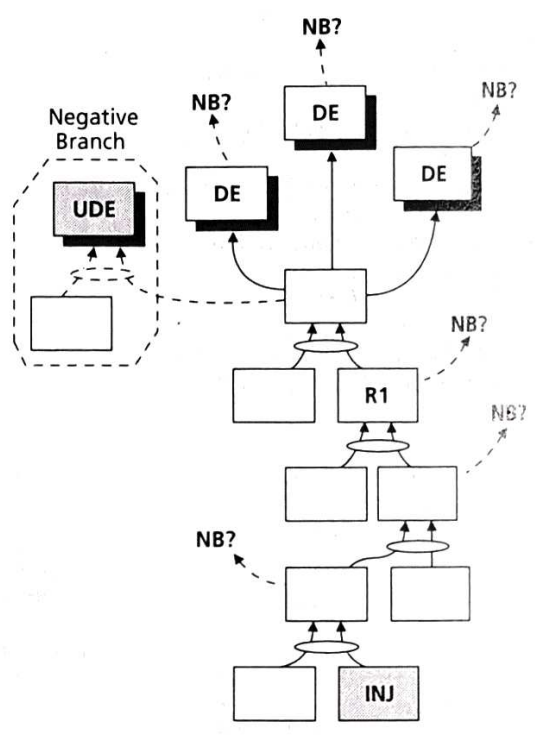 NB?
NB?
DE
NB?
Negative
Branch
DE
DE
UDE
NB?
R1
NB?
NB?
INJ